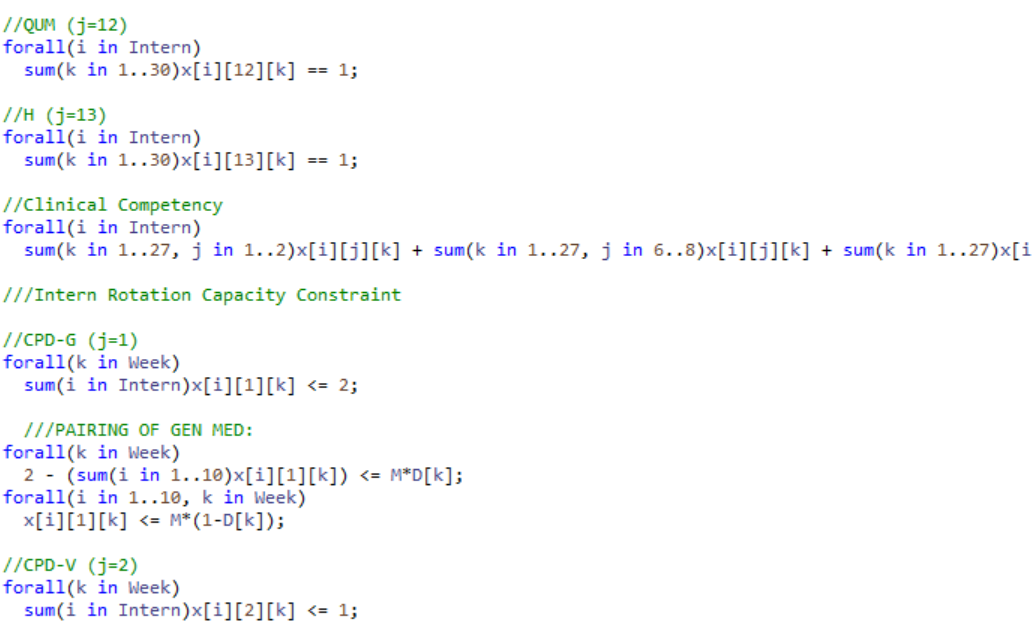 //QUM (j=12)
forall(i in Intern)
sum(k in 1..30)x[i][12][k] == 1;
//H (j=13)
forall(i in Intern)
sum(k in 1..30)x[i][13][k] == 1;
//Clinical Competency
forall(i in Intern)
sum(k in 1..27, j in 1..2)x[i][j][k] + sum(k in 1..27, j in 6..8)x[i][j][k] + sum(k in 1..27)x[i
///Intern Rotation Capacity Constraint
//CPD-G (j=1)
forall(k in Week)
sum(i in Intern)x[i][1][k] <= 2;
///PAIRING OF GEN MED:
forall(k in Week)
2 - (sum(i in 1..10)x[i][1][k]) <= M*D[k];
forall(i in 1..10, k in Week)
x[i][1][k] <= M*(1-D[k]);
//CPD-V (j=2)
forall(k in Week)
sum(i in Intern)x[i][2][k] <= 1;